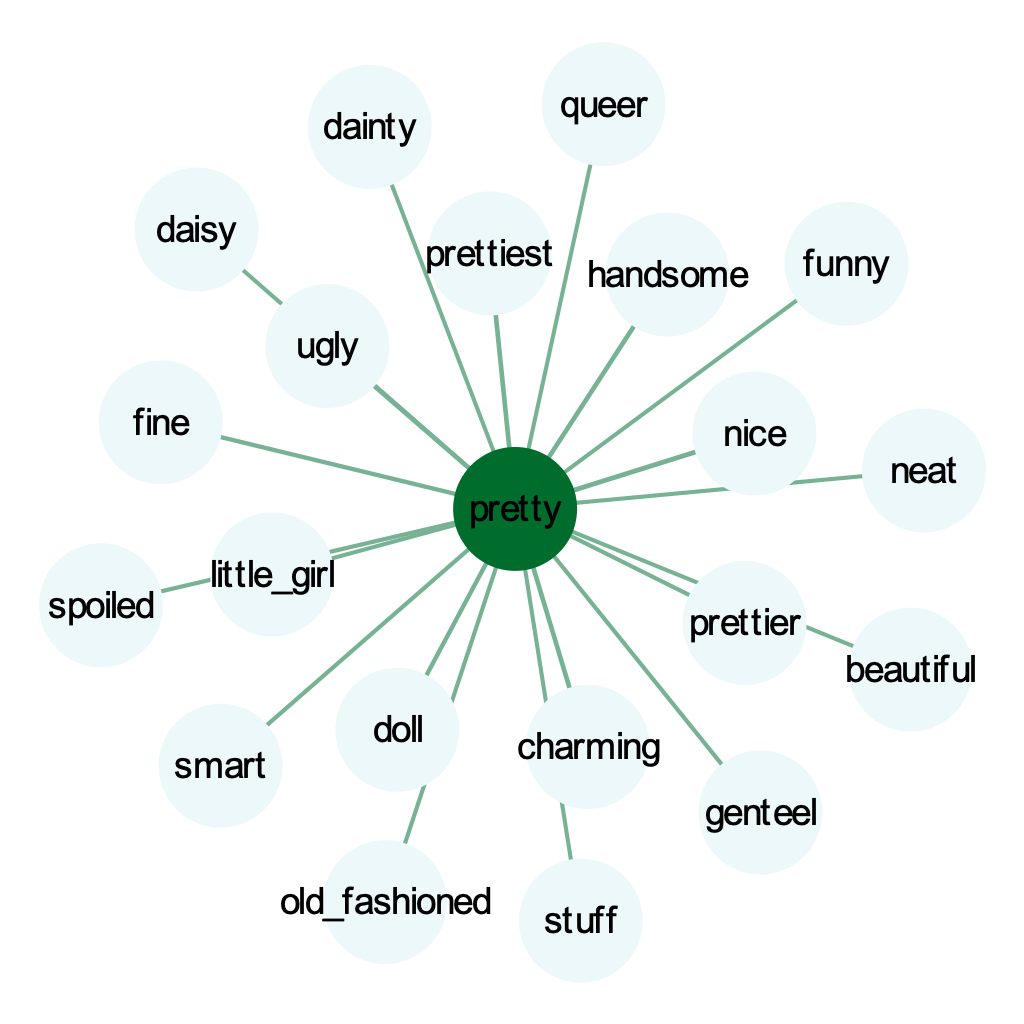 queer
dainty
daisy
prettiest
handsome
funny
ugly
fine
nice
neat
pretty
little_girl
spoiled
prettier
beautiful
doll
charming
smart
genteel
old_fashioned
stuff